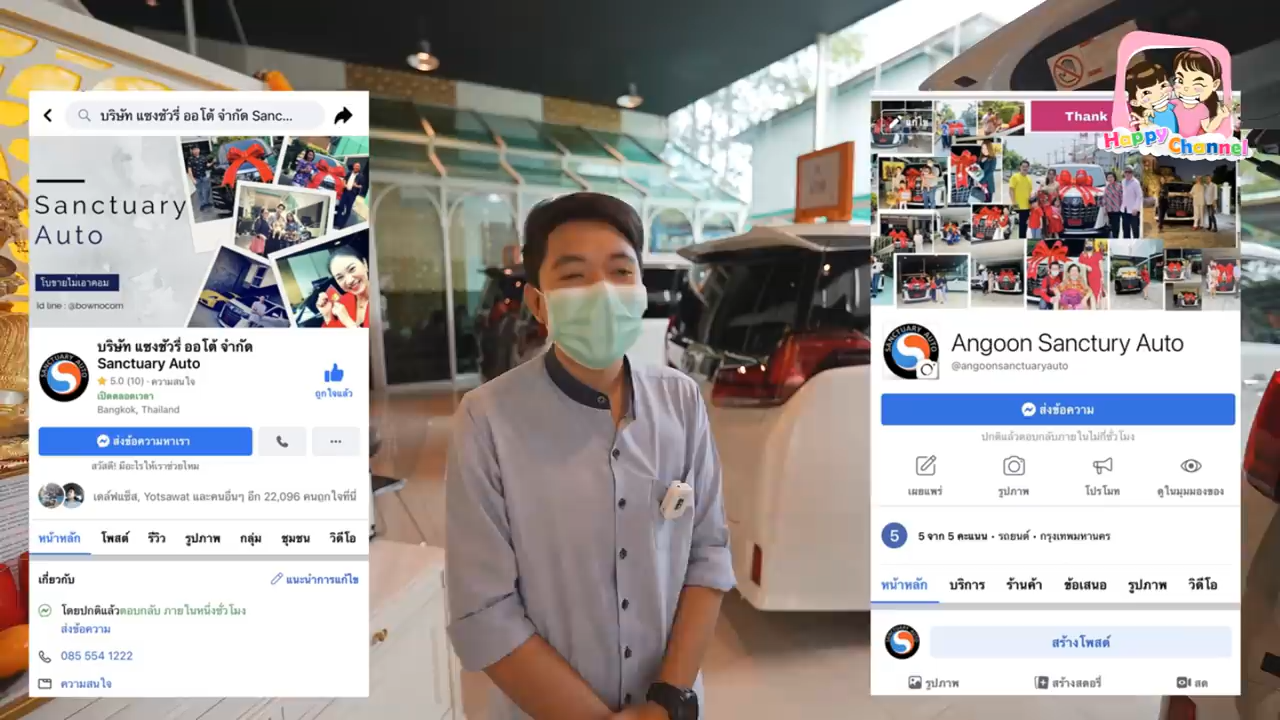 บริษัท แซงชัวรี่ ออโต้ จำกัด Sanc...
Sanctuary
Auto
โบขายไม่เอาคอม
Id line : @bownocom
บริษัท แซงชัวรี่ ออโต้ จำกัด
Sanctuary Auto
5.0 (10) · ความสนใจ
เปิดตลอดเวลา
Bangkok, Thailand
ถูกใจแล้ว
ส่งข้อความหาเรา
สวัสดี! มีอะไรให้เราช่วยไหม
เดล์ฟแซ็ส, Yotsawat และคนอื่นๆ อีก 22,096 คนถูกใจที่นี่
หน้าหลัก โพสต์ รีวิว รูปภาพ กลุ่ม ชุมชน วิดีโอ
เกี่ยวกับ
แนะนำการแก้ไข
โดยปกติแล้วตอบกลับ ภายในหนึ่งชั่วโมง
ส่งข้อความ
085 554 1222
ความสนใจ
แก้ไข
Thank
Happy Channel
SANCTUARY AUTO
Angoon Sanctury Auto
@angoonsanctuaryauto
ส่งข้อความ
ปกติแล้วตอบกลับภายในไม่กี่ชั่วโมง
เผยแพร่ รูปภาพ โปรโมท ดูในมุมมองของ
5
5 จาก 5 คะแนน · รถยนต์ · กรุงเทพมหานคร
หน้าหลัก บริการ ร้านค้า ข้อเสนอ รูปภาพ วิดีโอ
สร้างโพสต์
รูปภาพ สร้างสตอรี่ สด